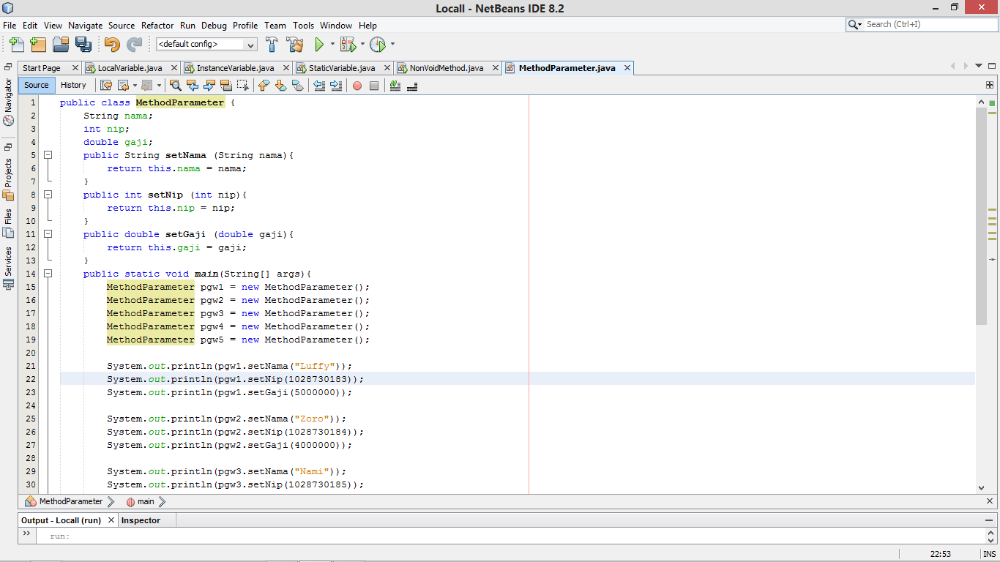 Locall - NetBeans IDE 8.2
File Edit View Navigate Source Refactor Run Debug Profile Team Tools Window Help
Search (Ctrl+I)
<default config>
Start Page LocalVariable.java InstanceVariable.java StaticVariable.java NonVoidMethod.java MethodParameter.java
Source History
Navigator
Projects
Files
Services
1 public class MethodParameter {
2 String nama;
3 int nip;
4 double gaji;
5 public String setNama (String nama){
6 return this.nama = nama;
7 }
8 public int setNip (int nip){
9 return this.nip = nip;
10 }
11 public double setGaji (double gaji){
12 return this.gaji = gaji;
13 }
14 public static void main(String[] args){
15 MethodParameter pgw1 = new MethodParameter();
16 MethodParameter pgw2 = new MethodParameter();
17 MethodParameter pgw3 = new MethodParameter();
18 MethodParameter pgw4 = new MethodParameter();
19 MethodParameter pgw5 = new MethodParameter();
20
21 System.out.println(pgw1.setNama("Luffy"));
22 System.out.println(pgw1.setNip(1028730183));
23 System.out.println(pgw1.setGaji(5000000));
24
25 System.out.println(pgw2.setNama("Zoro"));
26 System.out.println(pgw2.setNip(1028730184));
27 System.out.println(pgw2.setGaji(4000000));
28
29 System.out.println(pgw3.setNama("Nami"));
30 System.out.println(pgw3.setNip(1028730185));
MethodParameter main
Output - Locall (run) Inspector
run:
22:53 INS